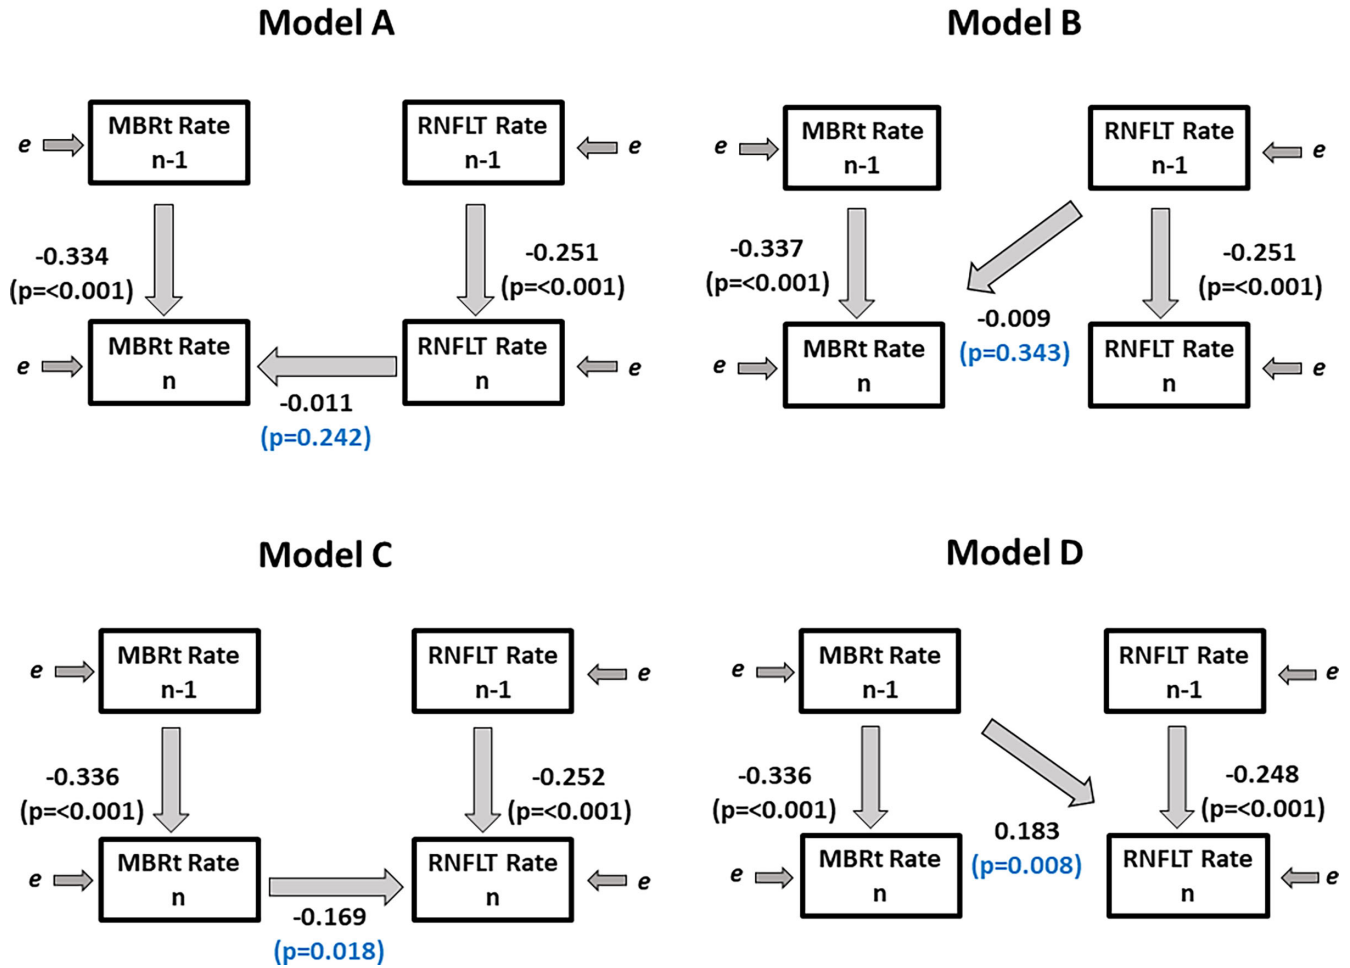 Model A
e
MBRt Rate
n-1
RNFLT Rate
n-1
e
-0.334
(p=<0.001)
-0.251
(p=<0.001)
e
MBRt Rate
n
RNFLT Rate
n
e
-0.011
(p=0.242)
Model B
e
MBRt Rate
n-1
RNFLT Rate
n-1
e
-0.337
(p=<0.001)
-0.009
(p=0.343)
-0.251
(p=<0.001)
e
MBRt Rate
n
RNFLT Rate
n
e
Model C
e
MBRt Rate
n-1
RNFLT Rate
n-1
e
-0.336
(p=<0.001)
-0.252
(p=<0.001)
e
MBRt Rate
n
RNFLT Rate
n
e
-0.169
(p=0.018)
Model D
e
MBRt Rate
n-1
RNFLT Rate
n-1
e
-0.336
(p=<0.001)
0.183
(p=0.008)
-0.248
(p=<0.001)
e
MBRt Rate
n
RNFLT Rate
n
e